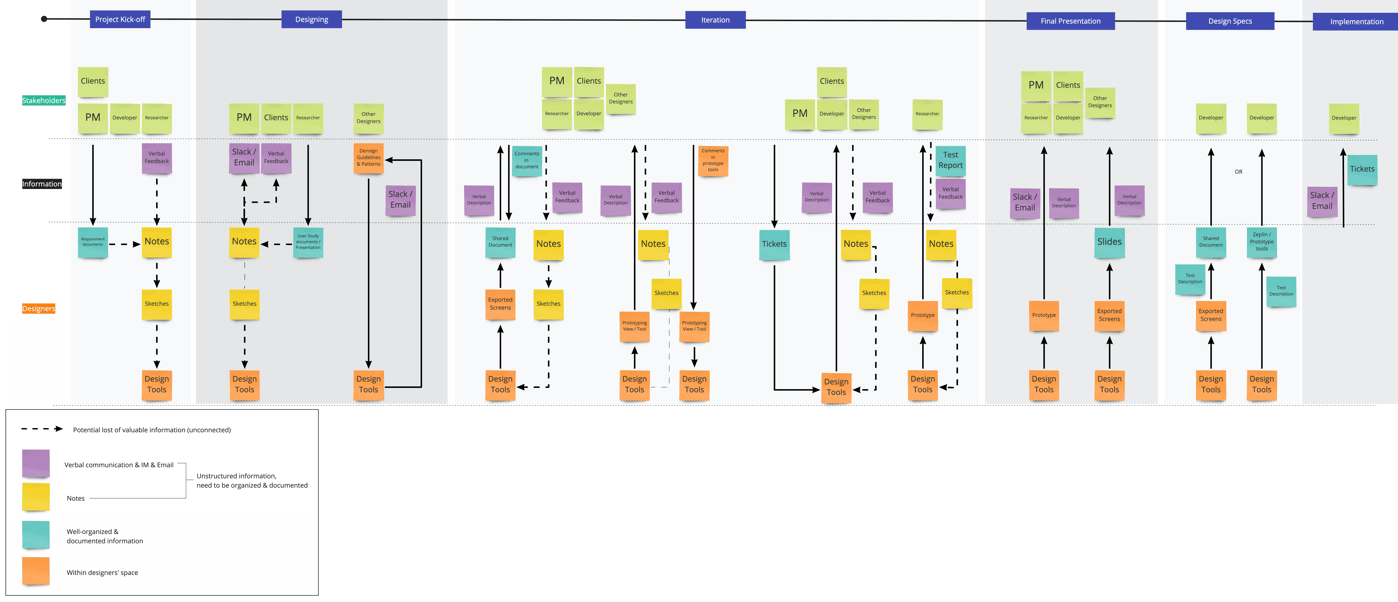 Project Kick-off
Designing
Iteration
Final Presentation
Design Specs
Implementation
Stakeholders
Clients
PM
Developer
Researcher
PM
Clients
Researcher
Other
Designers
PM
Clients
Other
Designers
Researcher
Developer
Clients
PM
Developer
Other
Designers
Researcher
PM
Clients
Other
Designers
Researcher
Developer
Developer
Developer
Developer
Information
Verbal
Feedback
Slack /
Email
Verbal
Feedback
Densign
Guidelines
& Patterns
Slack /
Email
Comments
in
document
Verbal
Description
Verbal
Feedback
Verbal
Description
Verbal
Feedback
Comments
in
prototype
tools
Verbal
Description
Verbal
Feedback
Test
Report
Verbal
Feedback
Slack /
Email
Verbal
Description
Verbal
Description
OR
Slack /
Email
Tickets
Designers
Requirement
documents
Notes
Sketches
Design
Tools
Notes
User Study
documents /
Presentation
Sketches
Design
Tools
Design
Tools
Shared
Document
Notes
Exported
Screens
Sketches
Design
Tools
Notes
Sketches
Prototyping
View / Tool
Prototyping
View / Tool
Design
Tools
Design
Tools
Tickets
Notes
Sketches
Design
Tools
Notes
Sketches
Prototype
Design
Tools
Prototype
Design
Tools
Slides
Exported
Screens
Design
Tools
Shared
Document
Text
Description
Exported
Screens
Design
Tools
Zeplin /
Prototype
tools
Text
Description
Design
Tools
Potential lost of valuable information (unconnected)
Verbal communication & IM & Email
Notes
Unstructured information,
need to be organized & documented
Well-organized &
documented information
Within designers' space